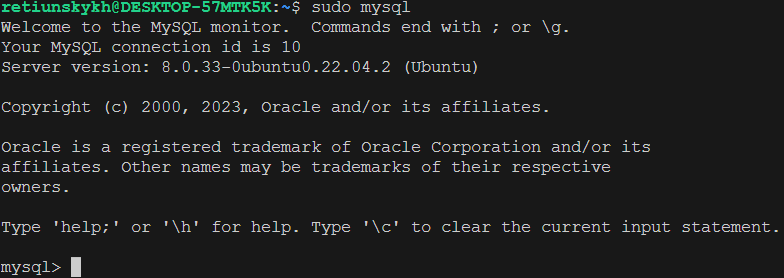 retiunskykh@DESKTOP-57MTK5K:~$ sudo mysql
Welcome to the MySQL monitor.  Commands end with ; or \g.
Your MySQL connection id is 10
Server version: 8.0.33-0ubuntu0.22.04.2 (Ubuntu)
Copyright (c) 2000, 2023, Oracle and/or its affiliates.
Oracle is a registered trademark of Oracle Corporation and/or its
affiliates. Other names may be trademarks of their respective
owners.
Type 'help;' or '\h' for help. Type '\c' to clear the current input statement.
mysql>